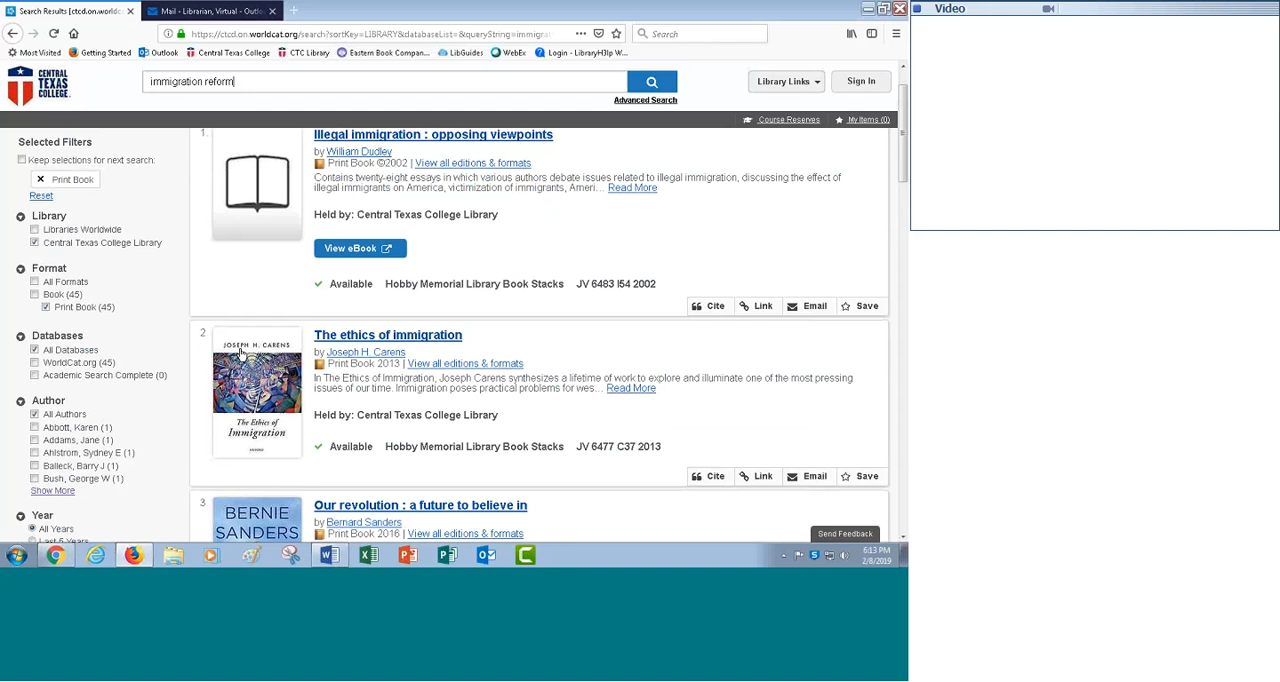 Search Results [ctcd.on.worldc
Mail - Librarian, Virtual - Outlo
Video
https://ctcd.on.worldcat.org/search?sortKey=LIBRARY&databaseList=&queryString=immigra
Search
Most Visited
Getting Started
Outlook
Central Texas College
CTC Library
Eastern Book Compan...
LibGuides
WebEx
Login - LibraryH3lp W...
CENTRAL
TEXAS
COLLEGE
immigration reform
Library Links
Sign In
Advanced Search
Course Reserves
My Items (0)
Selected Filters
Keep selections for next search:
Print Book
Reset
Library
Libraries Worldwide
Central Texas College Library
Format
All Formats
Book (45)
Print Book (45)
Databases
All Databases
WorldCat.org (45)
Academic Search Complete (0)
Author
All Authors
Abbott, Karen (1)
Addams, Jane (1)
Ahlstrom, Sydney E (1)
Balleck, Barry J (1)
Bush, George W (1)
Show More
Year
All Years
Last 5 Years
1.
Illegal immigration : opposing viewpoints
by William Dudley
Print Book ©2002 | View all editions & formats
Contains twenty-eight essays in which various authors debate issues related to illegal immigration, discussing the effect of
illegal immigrants on America, victimization of immigrants, Ameri... Read More
Held by: Central Texas College Library
View eBook
Available Hobby Memorial Library Book Stacks JV 6483 I54 2002
Cite Link Email Save
2
JOSEPH H. CARENS
The Ethics of
Immigration
The ethics of immigration
by Joseph H. Carens
Print Book 2013 | View all editions & formats
In The Ethics of Immigration, Joseph Carens synthesizes a lifetime of work to explore and illuminate one of the most pressing
issues of our time. Immigration poses practical problems for wes... Read More
Held by: Central Texas College Library
Available Hobby Memorial Library Book Stacks JV 6477 C37 2013
Cite Link Email Save
3
BERNIE
SANDERS
Our revolution : a future to believe in
by Bernard Sanders
Print Book 2016 | View all editions & formats
Send Feedback
6:13 PM
2/8/2019